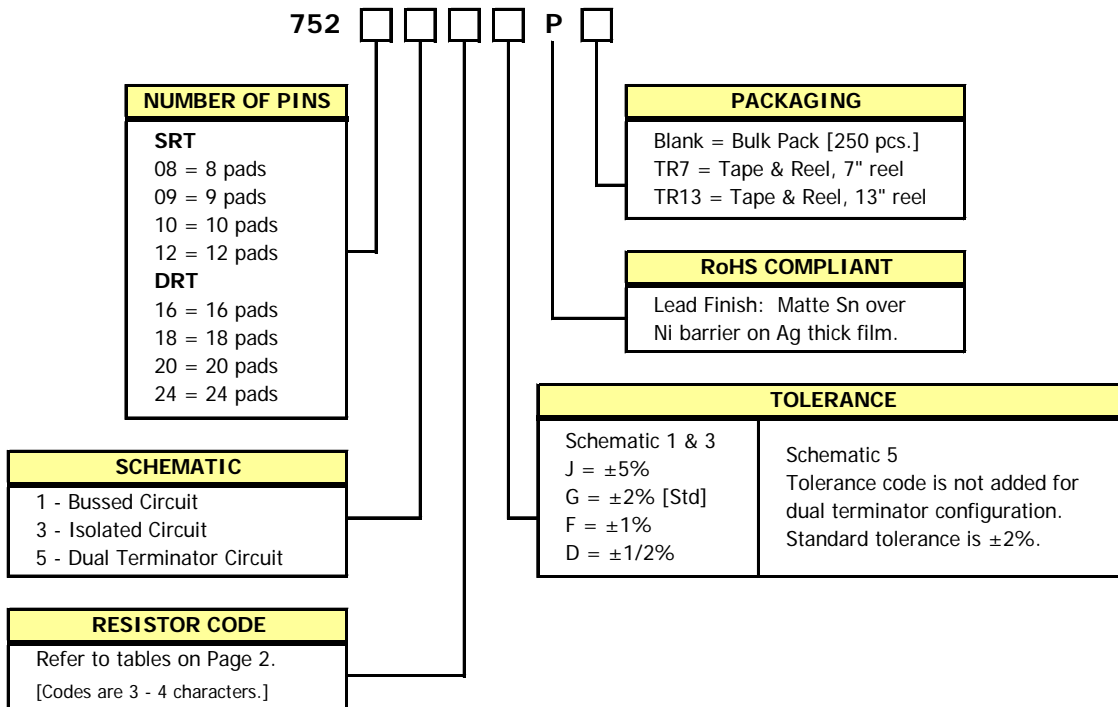 752 P
NUMBER OF PINS
SRT
08 = 8 pads
09 = 9 pads
10 = 10 pads
12 = 12 pads
DRT
16 = 16 pads
18 = 18 pads
20 = 20 pads
24 = 24 pads
PACKAGING
Blank = Bulk Pack [250 pcs.]
TR7 = Tape & Reel, 7" reel
TR13 = Tape & Reel, 13" reel
RoHS COMPLIANT
Lead Finish: Matte Sn over
Ni barrier on Ag thick film.
TOLERANCE
Schematic 1 & 3
J = ±5%
G = ±2% [Std]
F = ±1%
D = ±1/2%
Schematic 5
Tolerance code is not added for
dual terminator configuration.
Standard tolerance is ±2%.
SCHEMATIC
1 - Bussed Circuit
3 - Isolated Circuit
5 - Dual Terminator Circuit
RESISTOR CODE
Refer to tables on Page 2.
[Codes are 3 - 4 characters.]